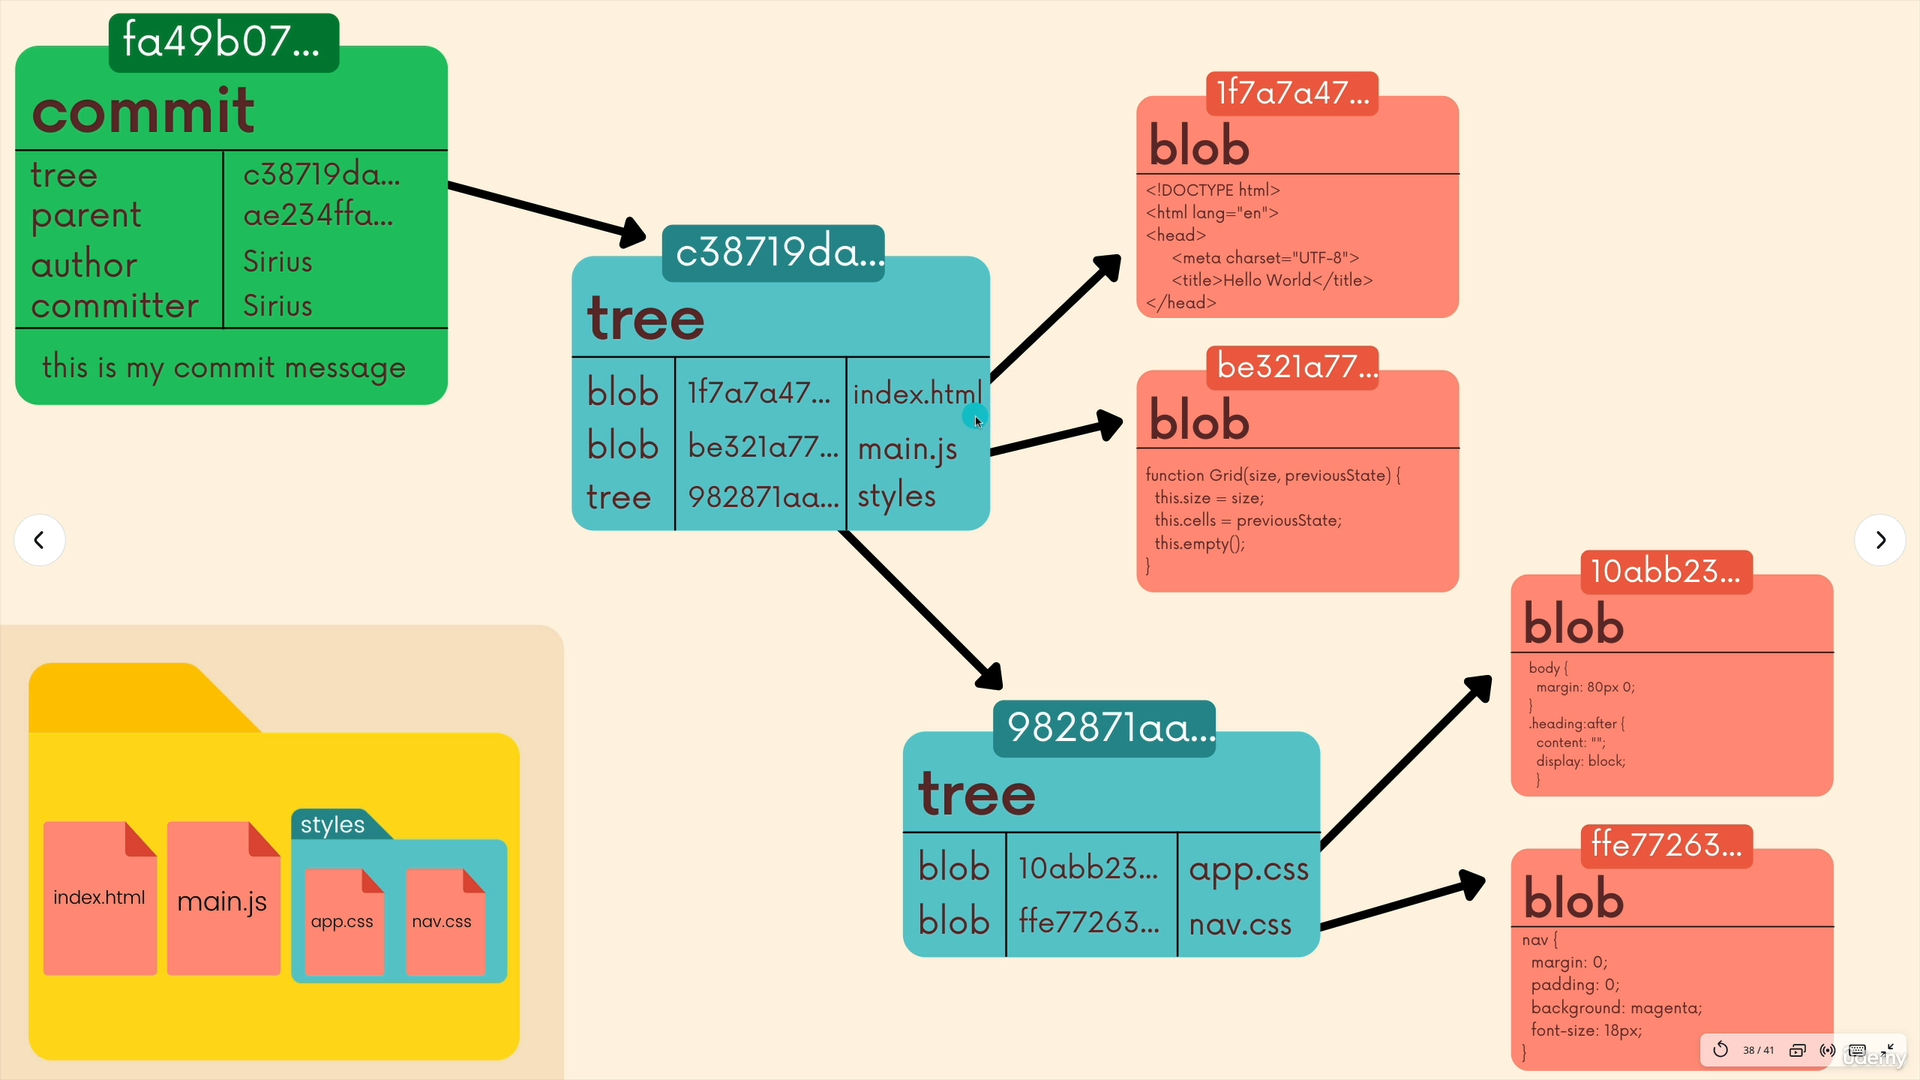 fa49b07...
commit
tree c38719da...
parent ae234ffa...
author Sirius
committer Sirius
this is my commit message
c38719da...
tree
blob 1f7a7a47... index.html
blob be321a77... main.js
tree 982871aa... styles
1f7a7a47...
blob
<!DOCTYPE html>
<html lang="en">
<head>
<meta charset="UTF-8">
<title>Hello World</title>
</head>
be321a77...
blob
function Grid(size, previousState) {
this.size = size;
this.cells = previousState;
this.empty();
}
982871aa...
tree
blob 10abb23... app.css
blob ffe77263... nav.css
10abb23...
blob
body {
margin: 80px 0;
}
.heading:after {
content: "";
display: block;
}
ffe77263...
blob
nav {
margin: 0;
padding: 0;
background: magenta;
font-size: 18px;
}
styles
index.html
main.js
app.css
nav.css
38 / 41
ûdemy